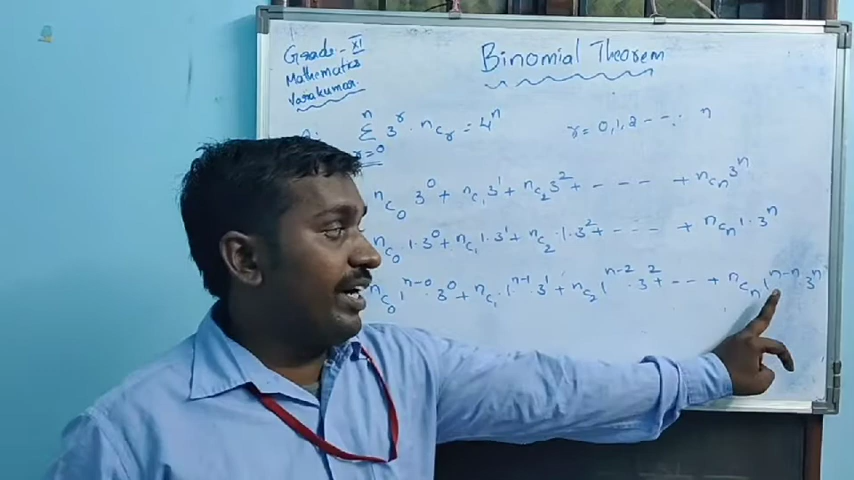 Grade - XI
Binomial Theorem
Mathematics
Varakumar
n Σ r=0 3^r · nCr = 4^n r = 0,1,2 - - - : n
nC0 3^0 + nC1 3^1 + nC2 3^2 + - - - - + nCn 3^n
nC0 1·3^0 + nC1 1·3^1 + nC2 1·3^2 + - - - - + nCn 1·3^n
nC0 1^n-0 · 3^0 + nC1 1^n-1 · 3^1 + nC2 1^n-2 · 3^2 + - - - + nCn 1^n-n · 3^n